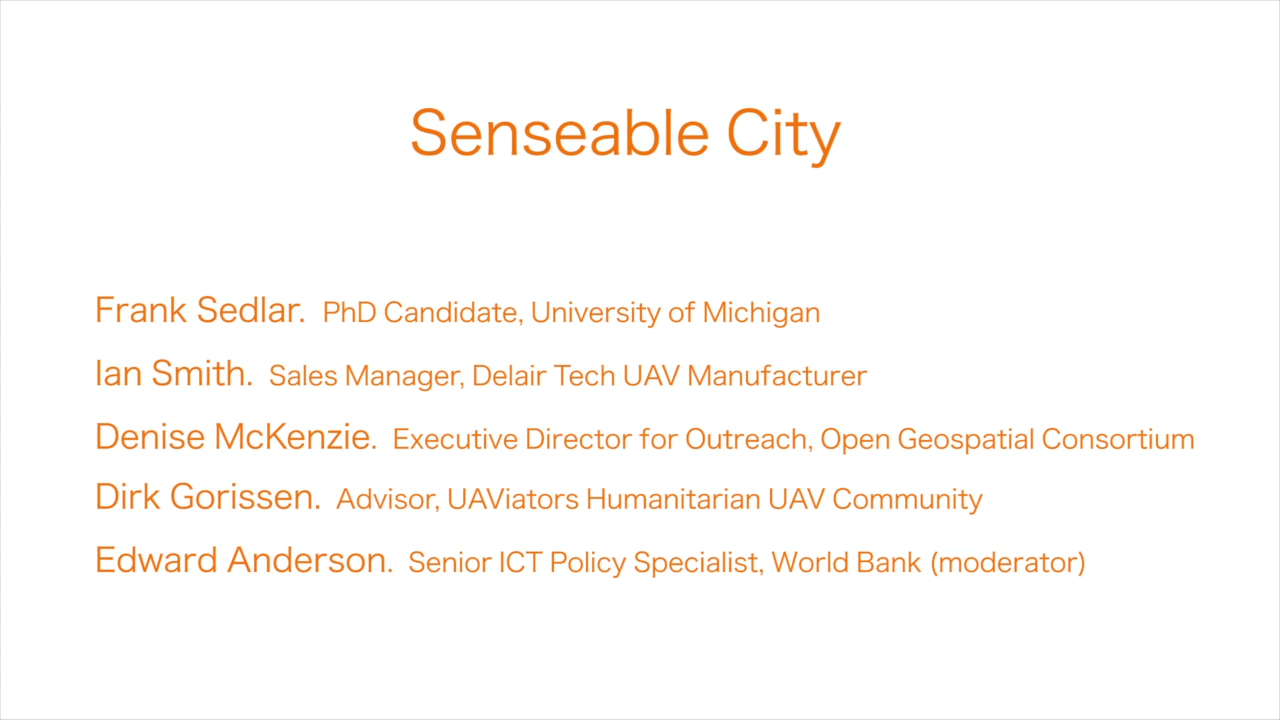 Senseable City
Frank Sedlar. PhD Candidate, University of Michigan
Ian Smith. Sales Manager, Delair Tech UAV Manufacturer
Denise McKenzie. Executive Director for Outreach, Open Geospatial Consortium
Dirk Gorissen. Advisor, UAViators Humanitarian UAV Community
Edward Anderson. Senior ICT Policy Specialist, World Bank (moderator)